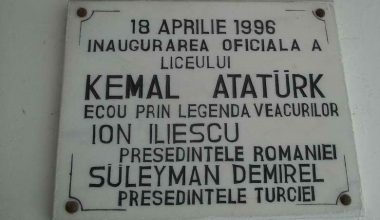 18 APRILIE 1996
INAUGURAREA OFICIALA A
LICEULUI
KEMAL ATATÜRK
ECOU PRIN LEGENDA VEACURILOR
ION ILIESCU
PRESEDINTELE ROMANIEI
SÜLEYMAN DEMIREL
PRESEDINTELE TURCIEI